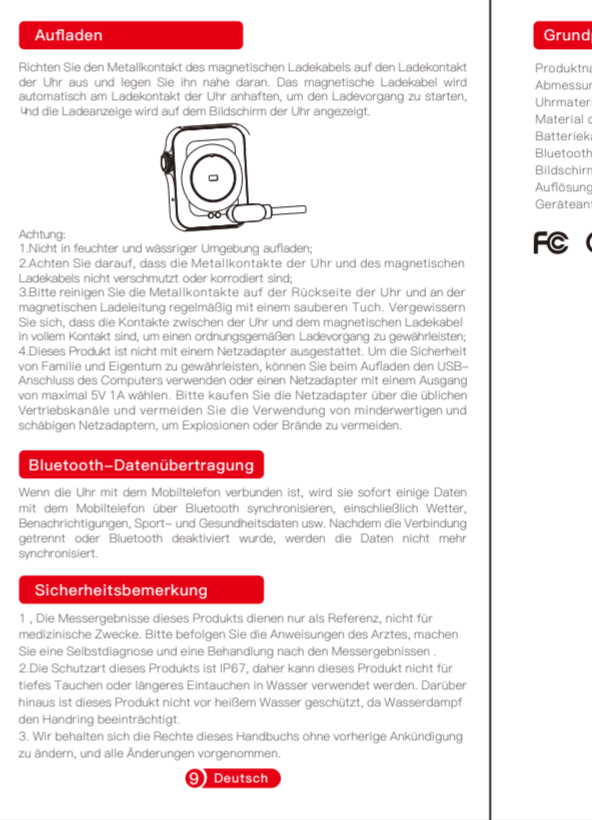 Aufladen
Richten Sie den Metallkontakt des magnetischen Ladekabels auf den Ladekontakt
der Uhr aus und legen Sie ihn nahe daran. Das magnetische Ladekabel wird
automatisch am Ladekontakt der Uhr anhaften, um den Ladevorgang zu starten,
und die Ladeanzeige wird auf dem Bildschirm der Uhr angezeigt.
Achtung:
1.Nicht in feuchter und wässriger Umgebung aufladen;
2.Achten Sie darauf, dass die Metallkontakte der Uhr und des magnetischen
Ladekabels nicht verschmutzt oder korrodiert sind;
3.Bitte reinigen Sie die Metallkontakte auf der Rückseite der Uhr und an der
magnetischen Ladeleitung regelmäßig mit einem sauberen Tuch. Vergewissern
Sie sich, dass die Kontakte zwischen der Uhr und dem magnetischen Ladekabel
in vollem Kontakt sind, um einen ordnungsgemäßen Ladevorgang zu gewährleisten;
4.Dieses Produkt ist nicht mit einem Netzadapter ausgestattet. Um die Sicherheit
von Familie und Eigentum zu gewährleisten, können Sie beim Aufladen den USB-
Anschluss des Computers verwenden oder einen Netzadapter mit einem Ausgang
von maximal 5V 1A wählen. Bitte kaufen Sie die Netzadapter über die üblichen
Vertriebskanäle und vermeiden Sie die Verwendung von minderwertigen und
schäbigen Netzadaptern, um Explosionen oder Brände zu vermeiden.
Bluetooth-Datenübertragung
Wenn die Uhr mit dem Mobiltelefon verbunden ist, wird sie sofort einige Daten
mit dem Mobiltelefon über Bluetooth synchronisieren, einschließlich Wetter,
Benachrichtigungen, Sport- und Gesundheitsdaten usw. Nachdem die Verbindung
getrennt oder Bluetooth deaktiviert wurde, werden die Daten nicht mehr
synchronisiert.
Sicherheitsbemerkung
1 , Die Messergebnisse dieses Produkts dienen nur als Referenz, nicht für
medizinische Zwecke. Bitte befolgen Sie die Anweisungen des Arztes, machen
Sie eine Selbstdiagnose und eine Behandlung nach den Messergebnissen .
2.Die Schutzart dieses Produkts ist IP67, daher kann dieses Produkt nicht für
tiefes Tauchen oder längeres Eintauchen in Wasser verwendet werden. Darüber
hinaus ist dieses Produkt nicht vor heißem Wasser geschützt, da Wasserdampf
den Handring beeinträchtigt.
3. Wir behalten sich die Rechte dieses Handbuchs ohne vorherige Ankündigung
zu ändern, und alle Änderungen vorgenommen.
9 Deutsch
Grundp
Produktna
Abmessun
Uhrmateri
Material d
Batterieka
Bluetooth
Bildschirm
Auflösung
Geräteanf
FC